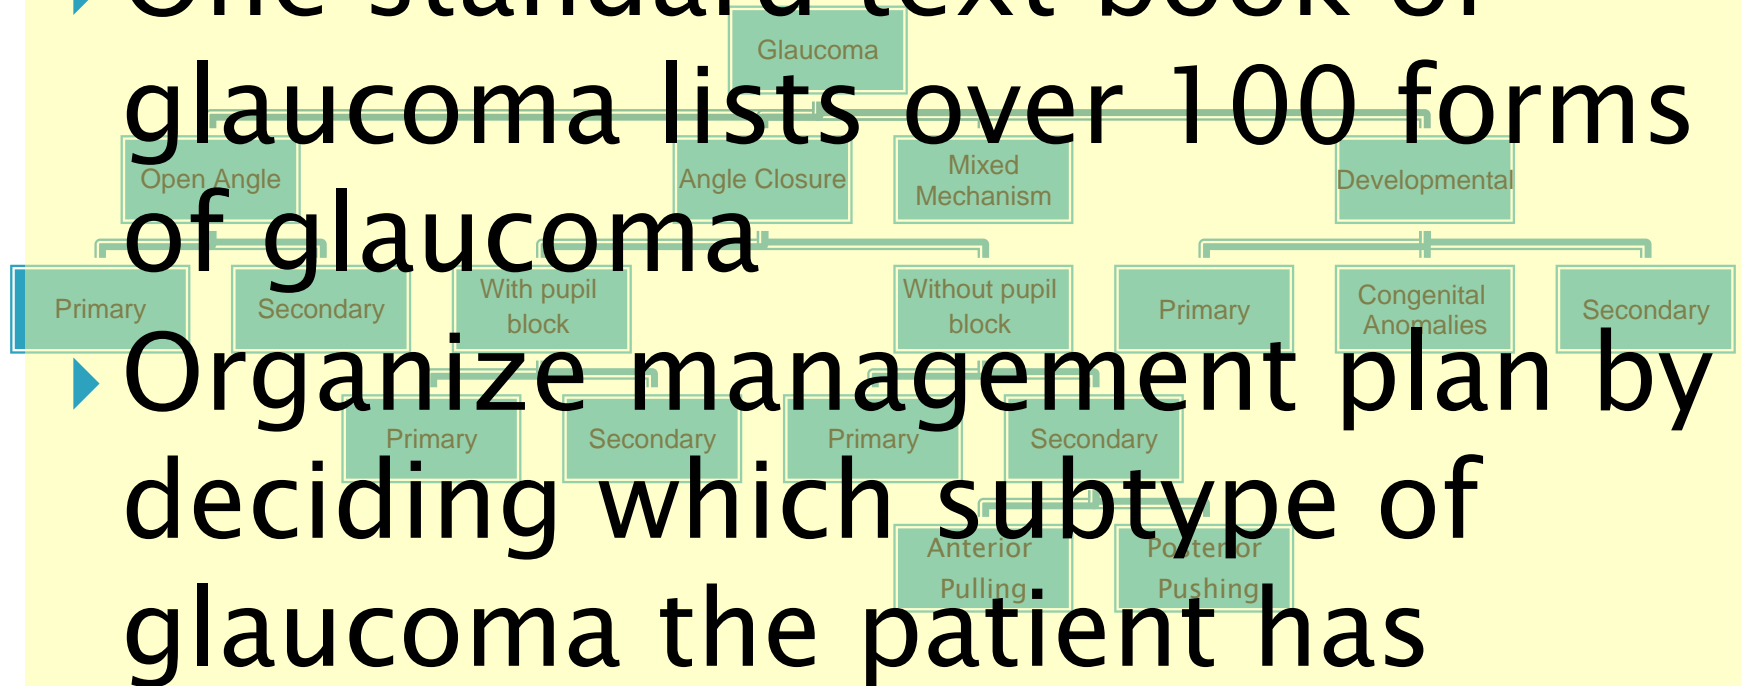 One standard text book of
glaucoma lists over 100 forms
of glaucoma
Organize management plan by
deciding which subtype of
glaucoma the patient has
Glaucoma
Open Angle
Angle Closure
Mixed
Mechanism
Developmental
Primary
Secondary
With pupil
block
Without pupil
block
Primary
Congenital
Anomalies
Secondary
Primary
Secondary
Primary
Secondary
Anterior
Pulling
Posterior
Pushing